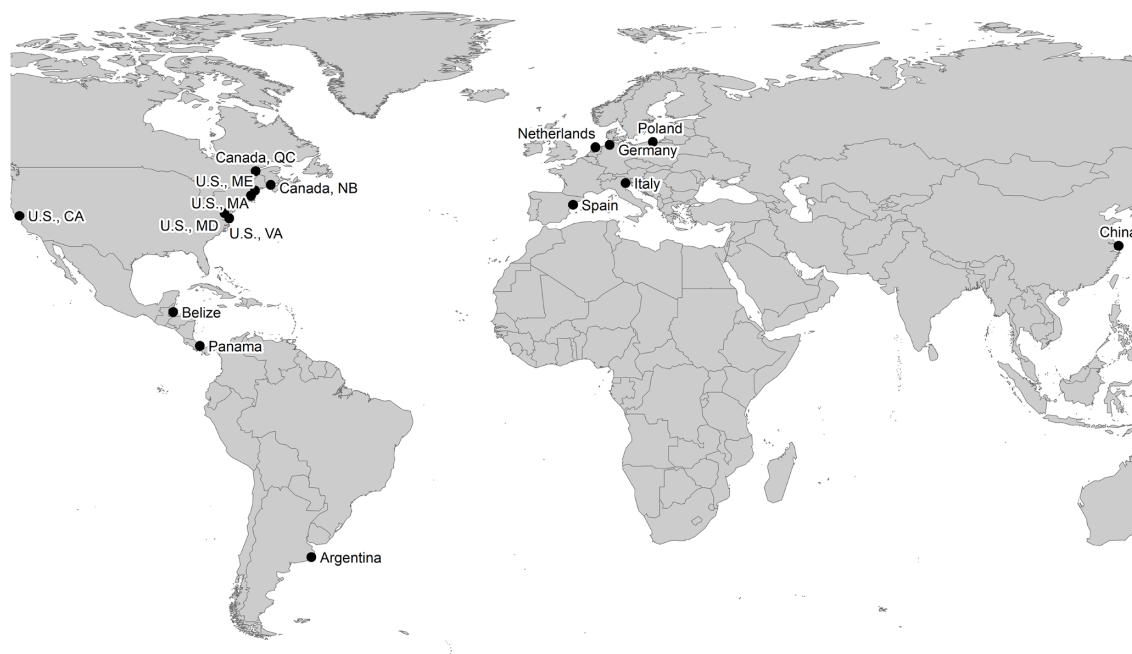 Netherlands
Poland
Germany
Canada, QC
U.S., ME
Italy
Canada, NB
U.S., MA
Spain
U.S., CA
U.S., MD
U.S., VA
China
Belize
Panama
Argentina